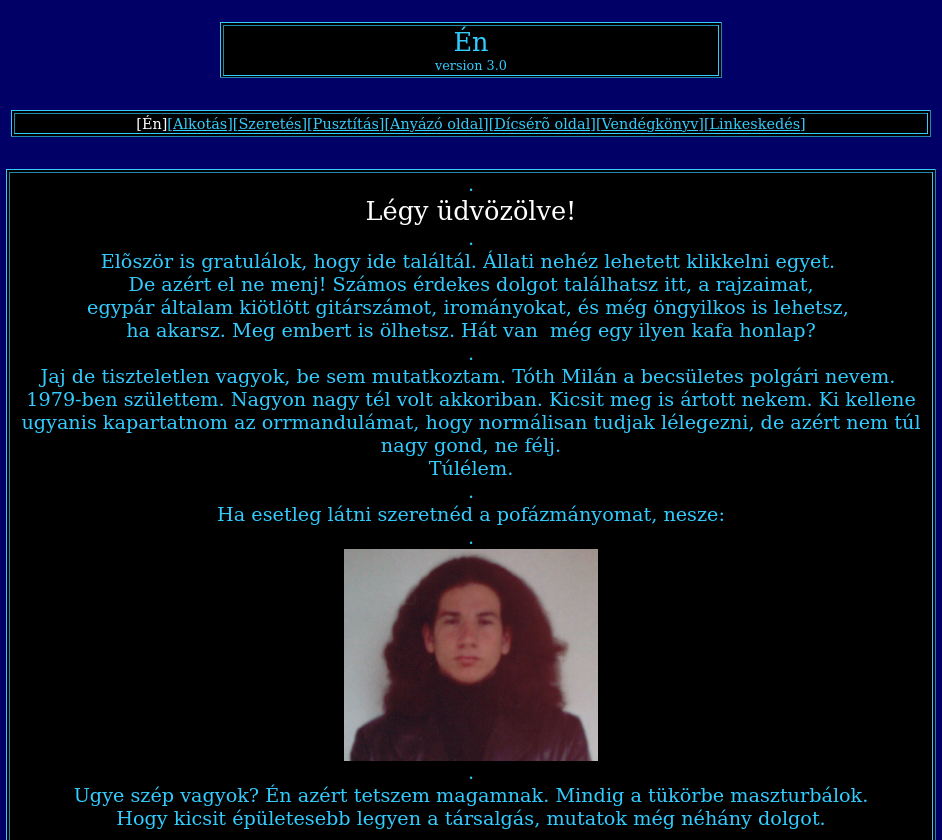 Én
version 3.0
[Én][Alkotás][Szeretés][Pusztítás][Anyázó oldal][Dícsérõ oldal][Vendégkönyv][Linkeskedés]
.
Légy üdvözölve!
.
Elõször is gratulálok, hogy ide találtál. Állati nehéz lehetett klikkelni egyet.
De azért el ne menj! Számos érdekes dolgot találhatsz itt, a rajzaimat,
egypár általam kiötlött gitárszámot, irományokat, és még öngyilkos is lehetsz,
ha akarsz. Meg embert is ölhetsz. Hát van  még egy ilyen kafa honlap?
.
Jaj de tiszteletlen vagyok, be sem mutatkoztam. Tóth Milán a becsületes polgári nevem.
1979-ben születtem. Nagyon nagy tél volt akkoriban. Kicsit meg is ártott nekem. Ki kellene
ugyanis kapartatnom az orrmandulámat, hogy normálisan tudjak lélegezni, de azért nem túl
nagy gond, ne félj.
Túlélem.
.
Ha esetleg látni szeretnéd a pofázmányomat, nesze:
.
.
Ugye szép vagyok? Én azért tetszem magamnak. Mindig a tükörbe maszturbálok.
Hogy kicsit épületesebb legyen a társalgás, mutatok még néhány dolgot.